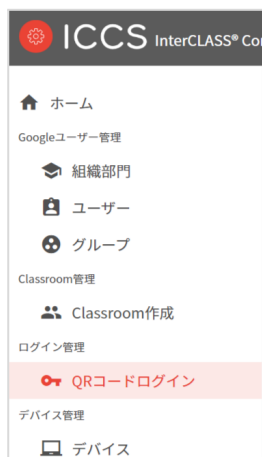 ICCS InterCLASS® Co
ホーム
Googleユーザー管理
組織部門
ユーザー
グループ
Classroom管理
Classroom作成
ログイン管理
QRコードログイン
デバイス管理
デバイス